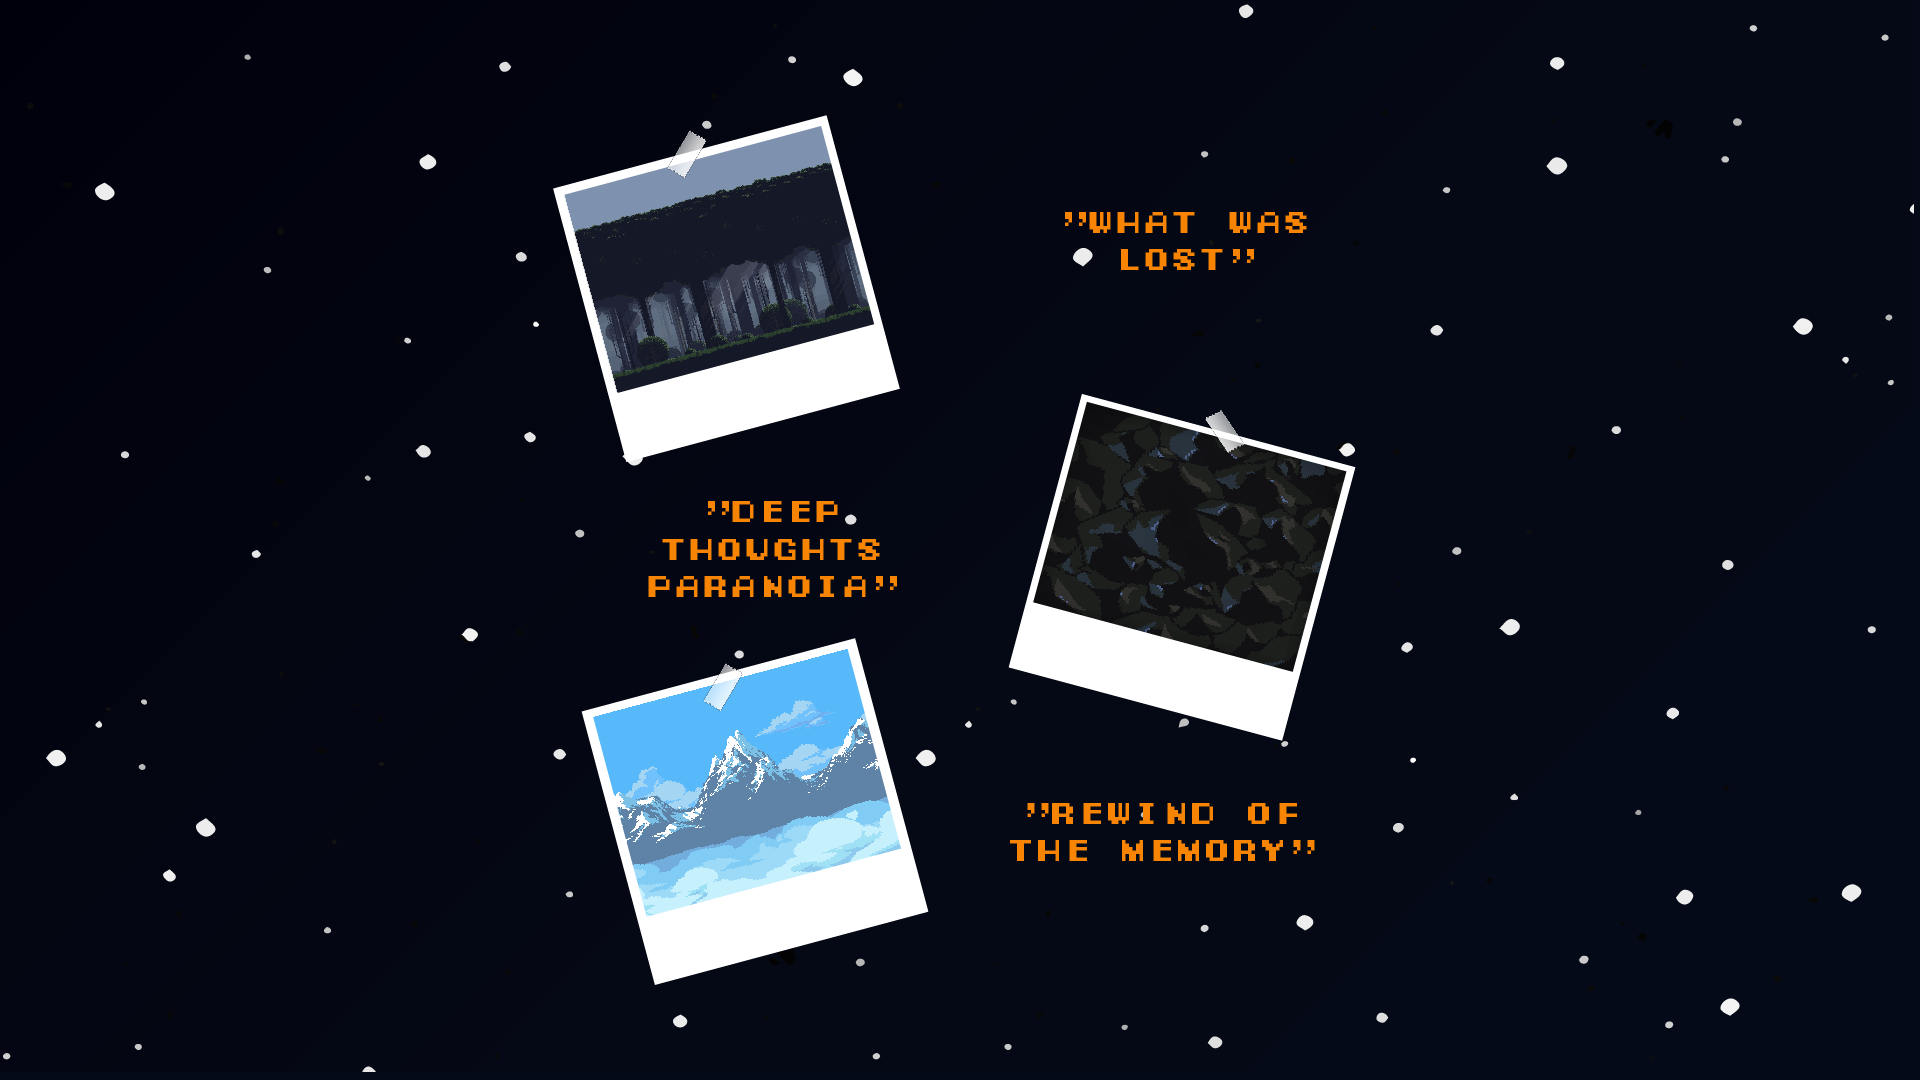 ”WHAT WAS
LOST”
”DEEP
THOUGHTS
PARANOIA”
”REWIND OF
THE MEMORY”